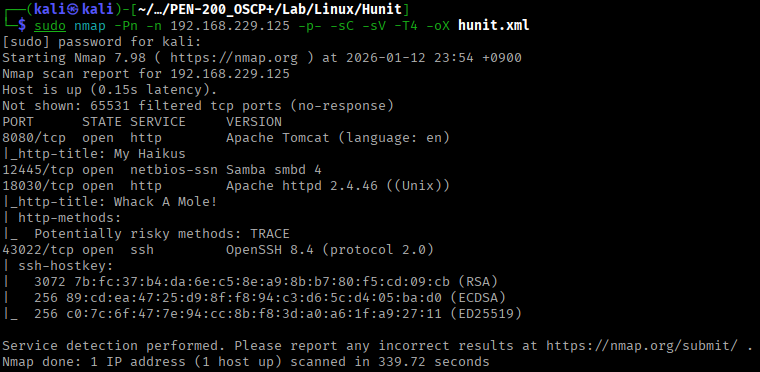 ┌──(kali㉿kali)-[~/…/PEN-200_OSCP+/Lab/Linux/Hunit]
└─$ sudo nmap -Pn -n 192.168.229.125 -p- -sC -sV -T4 -oX hunit.xml
[sudo] password for kali:
Starting Nmap 7.98 ( https://nmap.org ) at 2026-01-12 23:54 +0900
Nmap scan report for 192.168.229.125
Host is up (0.15s latency).
Not shown: 65531 filtered tcp ports (no-response)
PORT      STATE SERVICE     VERSION
8080/tcp  open  http        Apache Tomcat (language: en)
|_http-title: My Haikus
12445/tcp open  netbios-ssn Samba smbd 4
18030/tcp open  http        Apache httpd 2.4.46 ((Unix))
|_http-title: Whack A Mole!
| http-methods:
|_  Potentially risky methods: TRACE
43022/tcp open  ssh         OpenSSH 8.4 (protocol 2.0)
| ssh-hostkey:
|   3072 7b:fc:37:b4:da:6e:c5:8e:a9:8b:b7:80:f5:cd:09:cb (RSA)
|   256 89:cd:ea:47:25:d9:8f:f8:94:c3:d6:5c:d4:05:ba:d0 (ECDSA)
|_  256 c0:7c:6f:47:7e:94:cc:8b:f8:3d:a0:a6:1f:a9:27:11 (ED25519)

Service detection performed. Please report any incorrect results at https://nmap.org/submit/ .
Nmap done: 1 IP address (1 host up) scanned in 339.72 seconds